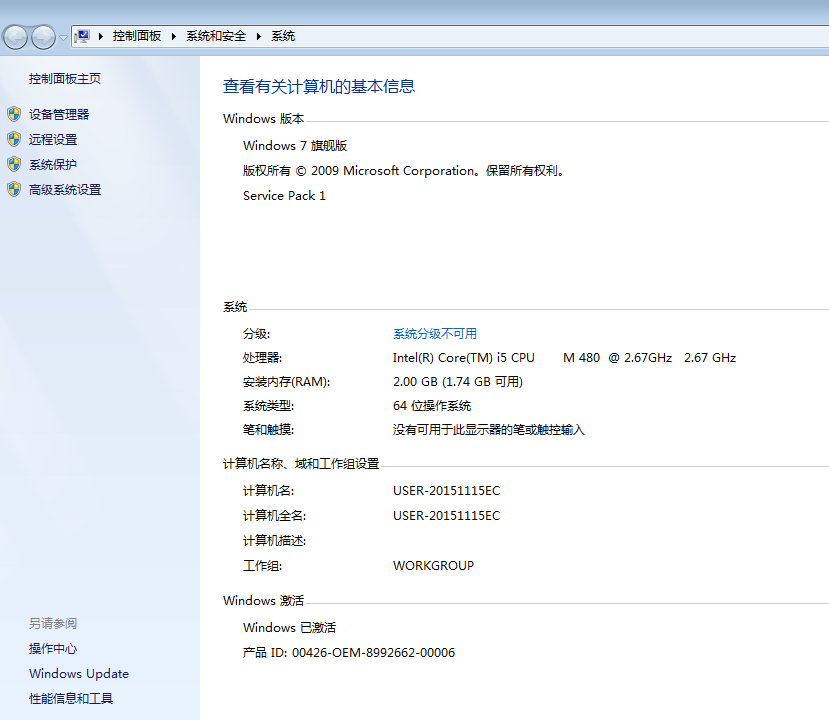 控制面板 系统和安全 系统
控制面板主页
设备管理器
远程设置
系统保护
高级系统设置
查看有关计算机的基本信息
Windows 版本
Windows 7 旗舰版
版权所有 © 2009 Microsoft Corporation。保留所有权利。
Service Pack 1
系统
分级: 系统分级不可用
处理器: Intel(R) Core(TM) i5 CPU M 480 @ 2.67GHz 2.67 GHz
安装内存(RAM): 2.00 GB (1.74 GB 可用)
系统类型: 64 位操作系统
笔和触摸: 没有可用于此显示器的笔或触控输入
计算机名称、域和工作组设置
计算机名: USER-20151115EC
计算机全名: USER-20151115EC
计算机描述:
工作组: WORKGROUP
Windows 激活
Windows 已激活
产品 ID: 00426-OEM-8992662-00006
另请参阅
操作中心
Windows Update
性能信息和工具